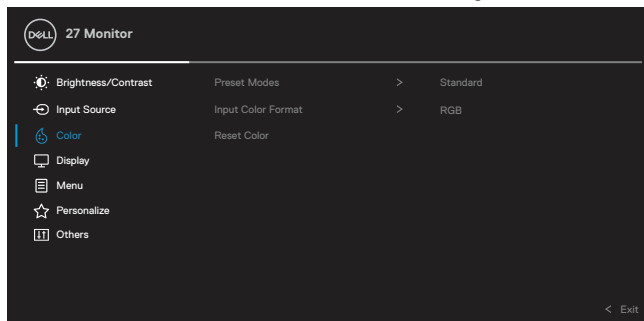 DELL 27 Monitor
Brightness/Contrast Preset Modes > Standard
Input Source Input Color Format > RGB
Color Reset Color
Display
Menu
Personalize
Others
< Exit